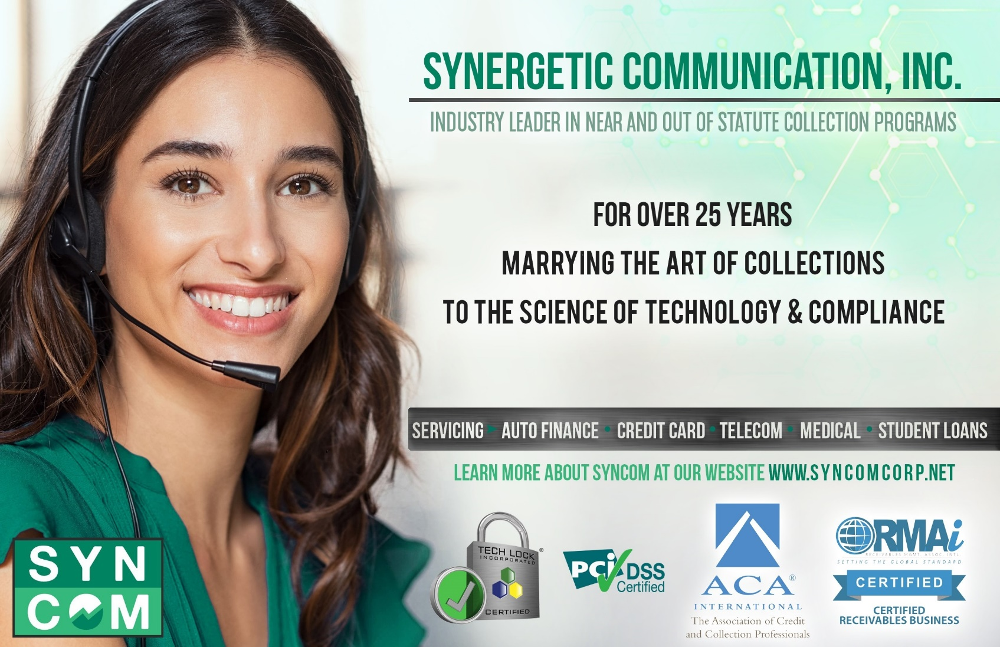 SYNERGETIC COMMUNICATION, INC.
INDUSTRY LEADER IN NEAR AND OUT OF STATUTE COLLECTION PROGRAMS
FOR OVER 25 YEARS
MARRYING THE ART OF COLLECTIONS
TO THE SCIENCE OF TECHNOLOGY & COMPLIANCE
SERVICING ► AUTO FINANCE • CREDIT CARD • TELECOM • MEDICAL • STUDENT LOANS
LEARN MORE ABOUT SYNCOM AT OUR WEBSITE WWW.SYNCOMCORP.NET
SYN
COM
TECH LOCK®
INCORPORATED
CERTIFIED
PCi DSS
Certified
ACA®
INTERNATIONAL
The Association of Credit
and Collection Professionals
RMAi
RECEIVABLES MGMT. ASSOC. INTL.
SETTING THE GLOBAL STANDARD
CERTIFIED
CERTIFIED
RECEIVABLES BUSINESS